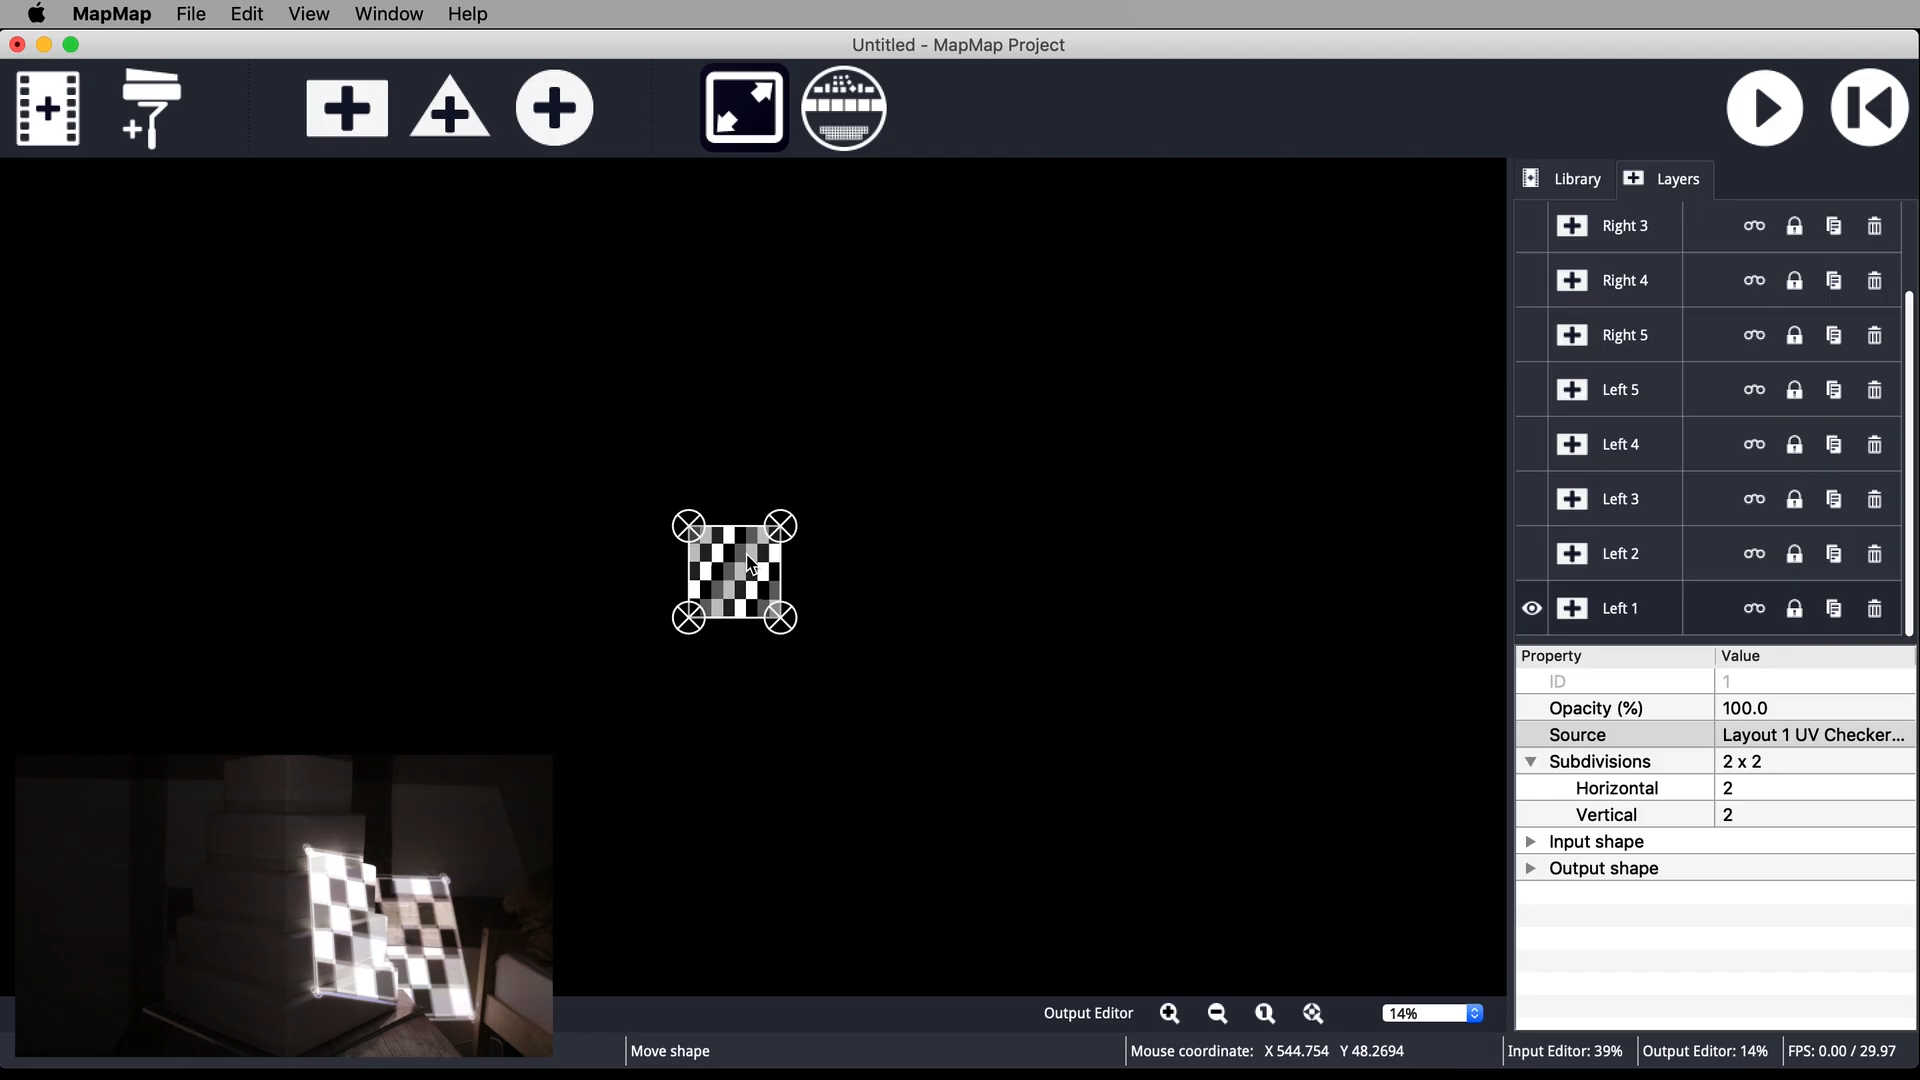 MapMap File Edit View Window Help
Untitled - MapMap Project
Library Layers
Right 3
Right 4
Right 5
Left 5
Left 4
Left 3
Left 2
Left 1
Property Value
ID 1
Opacity (%) 100.0
Source Layout 1 UV Checker...
Subdivisions 2 x 2
Horizontal 2
Vertical 2
Input shape
Output shape
Output Editor 14%
Move shape Mouse coordinate: X 544.754 Y 48.2694 Input Editor: 39% Output Editor: 14% FPS: 0.00 / 29.97